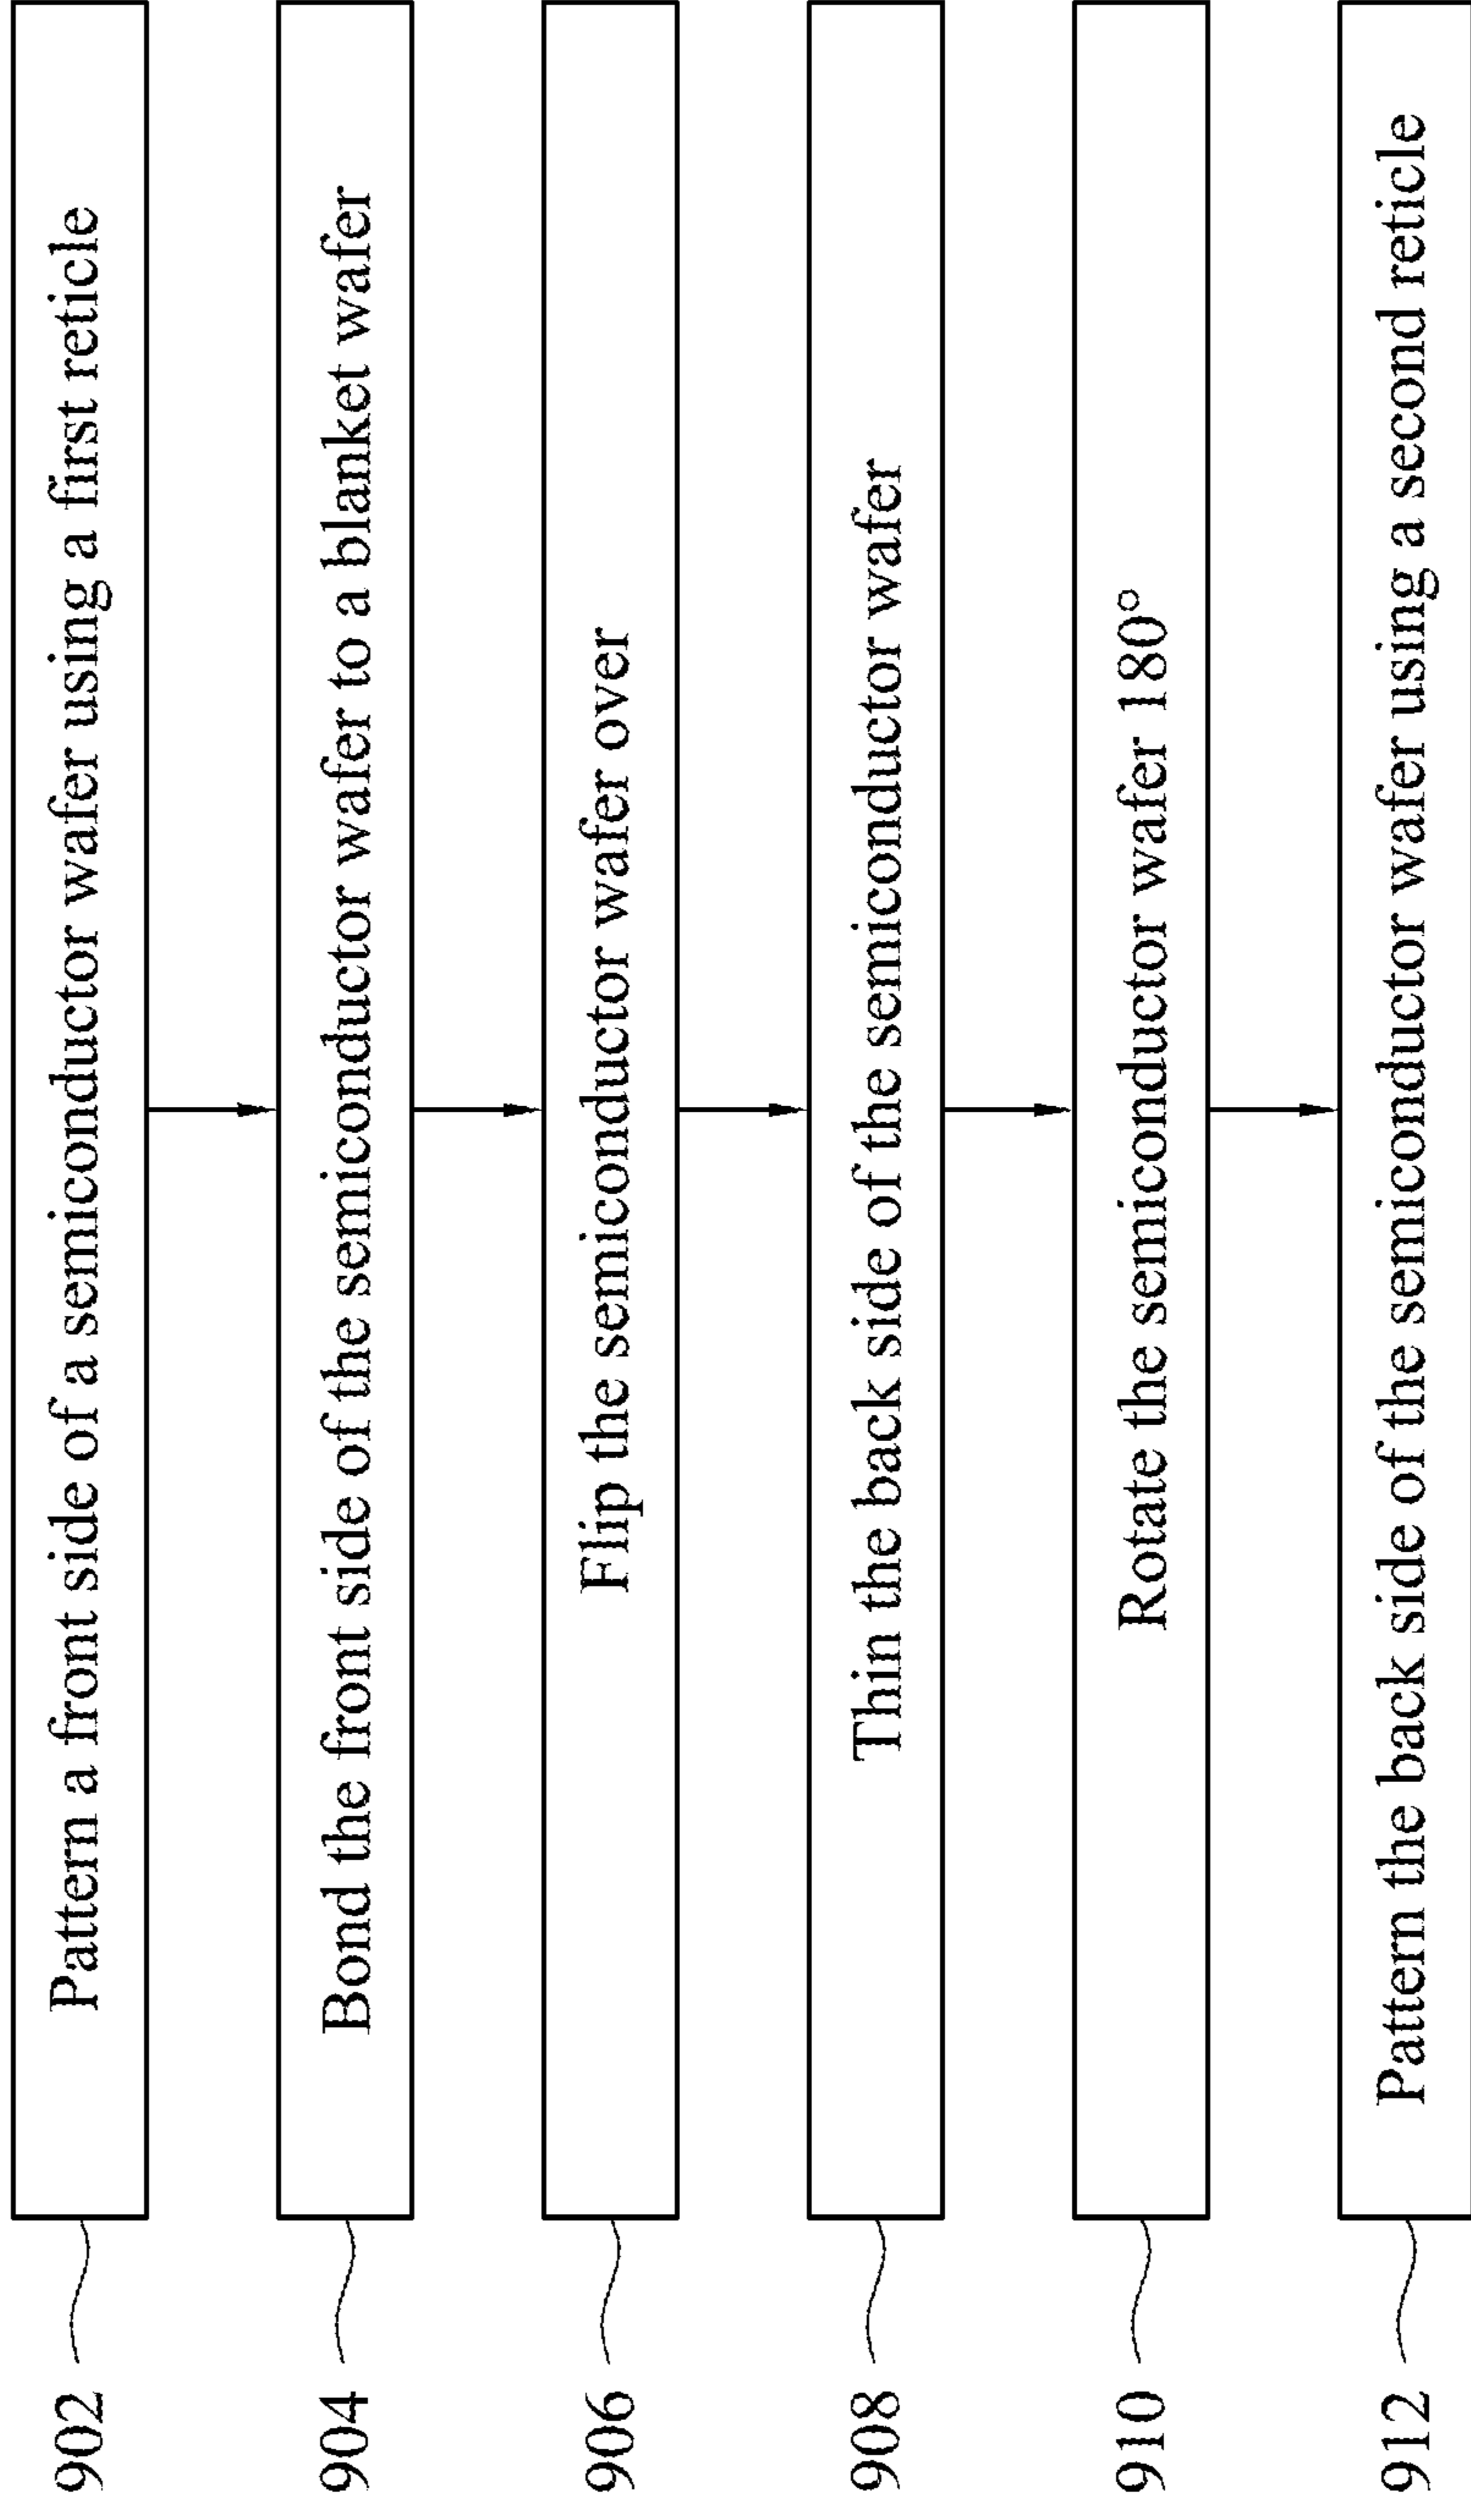 902 Pattern a front side of a semiconductor wafer using a first reticle
904 Bond the front side of the semiconductor wafer to a blanket wafer
906 Flip the semiconductor wafer over
908 Thin the back side of the semiconductor wafer
910 Rotate the semiconductor wafer 180°
912 Pattern the back side of the semiconductor wafer using a second reticle